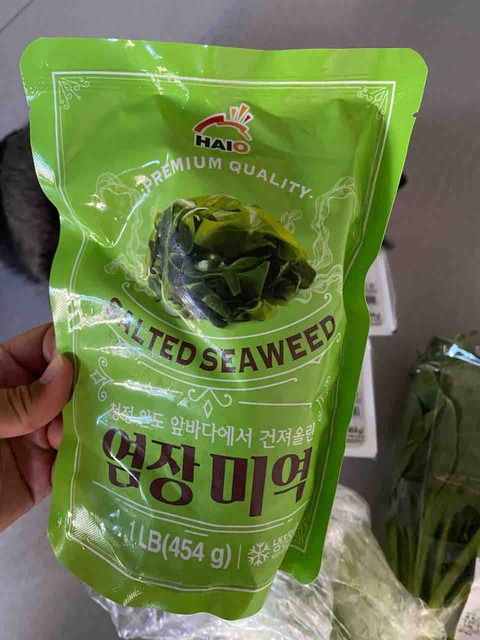 HAIO
PREMIUM QUALITY
SALTED SEAWEED
청정 완도 앞바다에서 건져올린
염장 미역
1 LB(454 g)